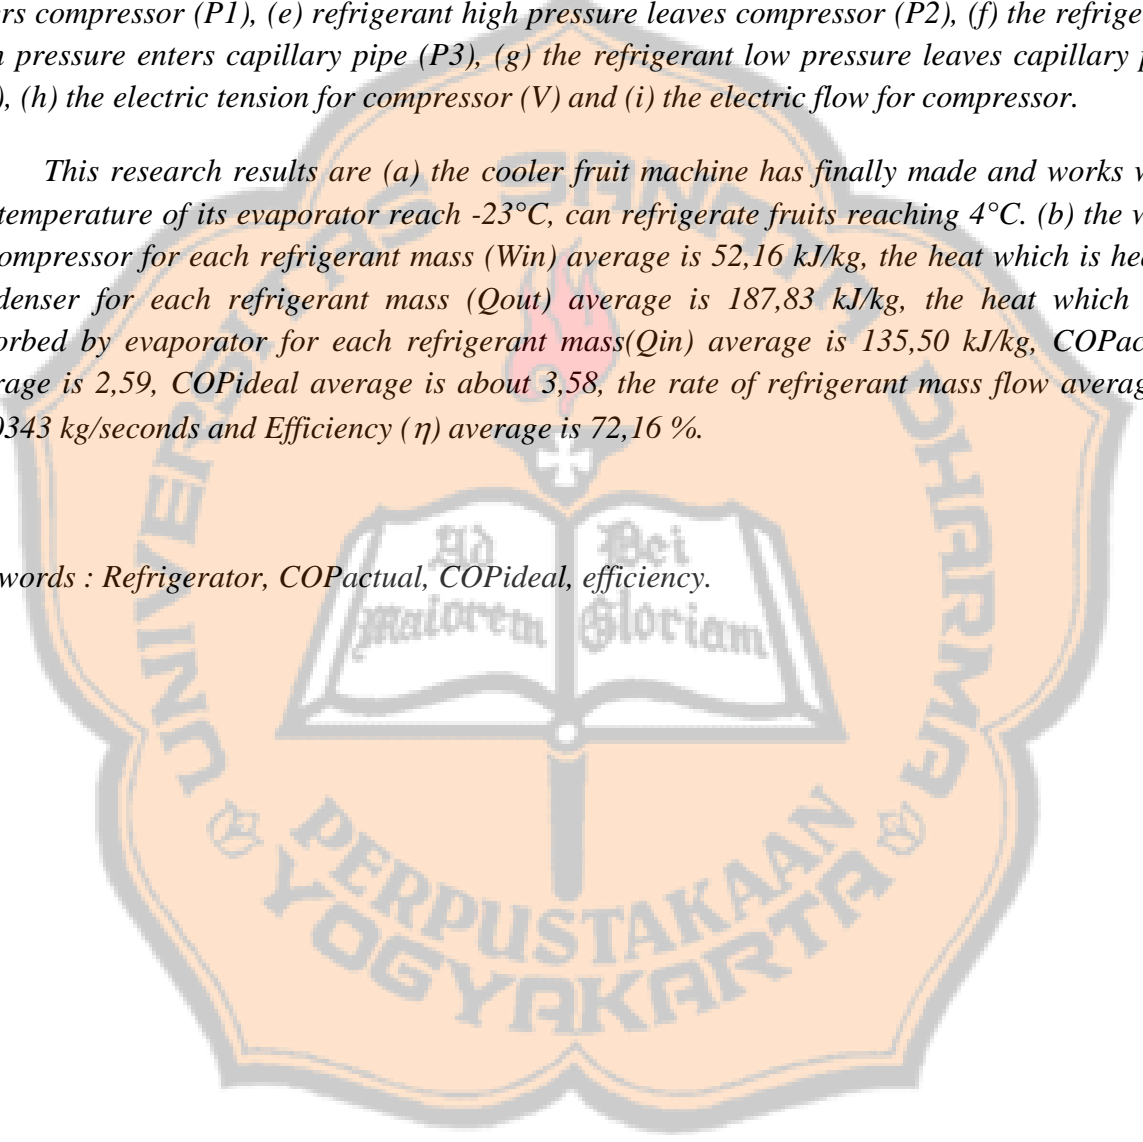 ers compressor (P1), (e) refrigerant high pressure leaves compressor (P2), (f) the refrige
pressure enters capillary pipe (P3), (g) the refrigerant low pressure leaves capillary
), (h) the electric tension for compressor (V) and (i) the electric flow for compressor.
This research results are (a) the cooler fruit machine has finally made and works
temperature of its evaporator reach -23°C, can refrigerate fruits reaching 4°C. (b) the
ompressor for each refrigerant mass (Win) average is 52,16 kJ/kg, the heat which is hea
denser for each refrigerant mass (Qout) average is 187,83 kJ/kg, the heat which
orbed by evaporator for each refrigerant mass(Qin) average is 135,50 kJ/kg, COPac
rage is 2,59, COPideal average is about 3,58, the rate of refrigerant mass flow averag
0343 kg/seconds and Efficiency (η) average is 72,16 %.
words : Refrigerator, COPactual, COPideal, efficiency.
UNIVERSITAS SANATA DHARMA
Ad Dei
maiorem Gloriam
PERPUSTAKAAN
YOGYAKARTA